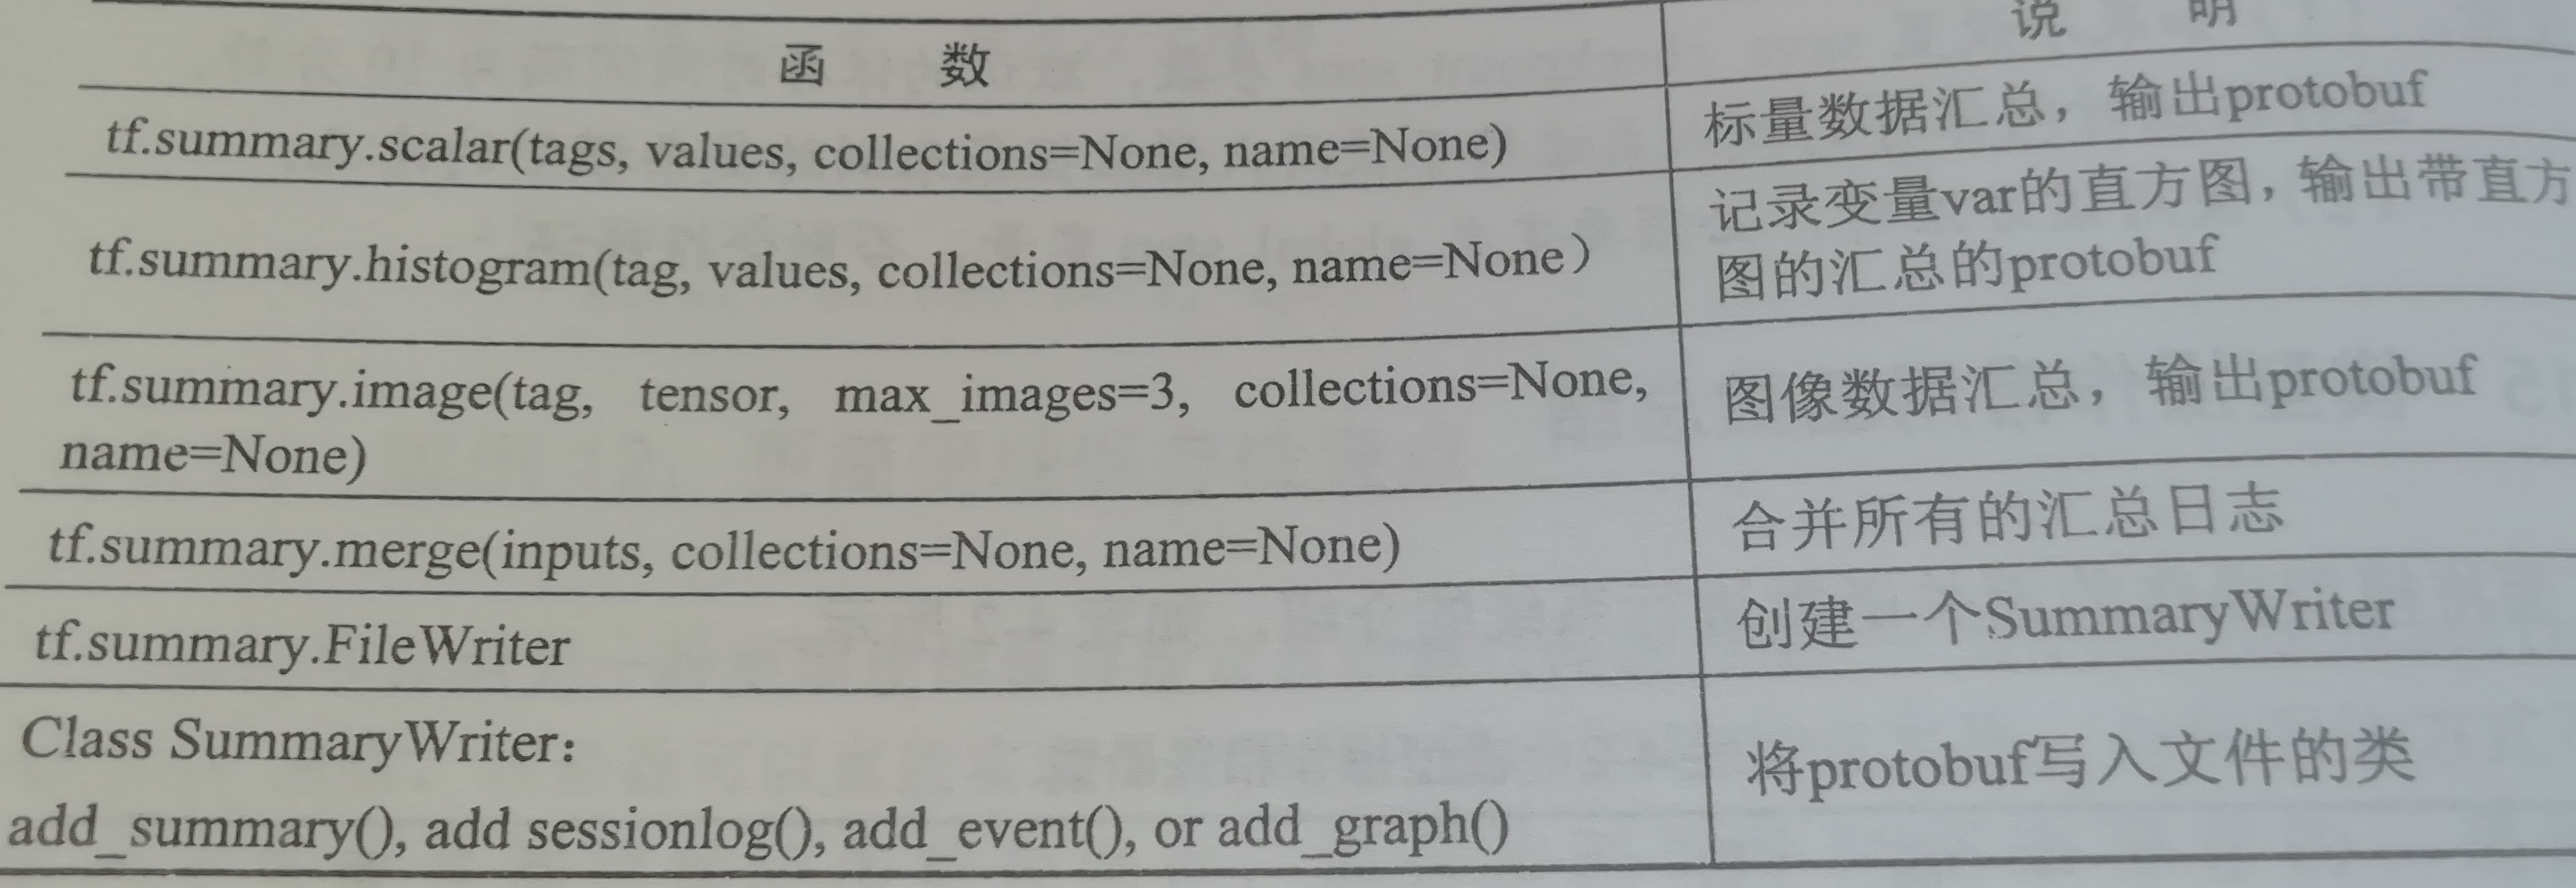 函 数 说 明
tf.summary.scalar(tags, values, collections=None, name=None) 标量数据汇总，输出protobuf
tf.summary.histogram(tag, values, collections=None, name=None） 记录变量var的直方图，输出带直方
图的汇总的protobuf
tf.summary.image(tag, tensor, max_images=3, collections=None,
name=None)
图像数据汇总，输出protobuf
tf.summary.merge(inputs, collections=None, name=None) 合并所有的汇总日志
tf.summary.FileWriter 创建一个SummaryWriter
Class SummaryWriter：
add_summary(), add sessionlog(), add_event(), or add_graph()
将protobuf写入文件的类